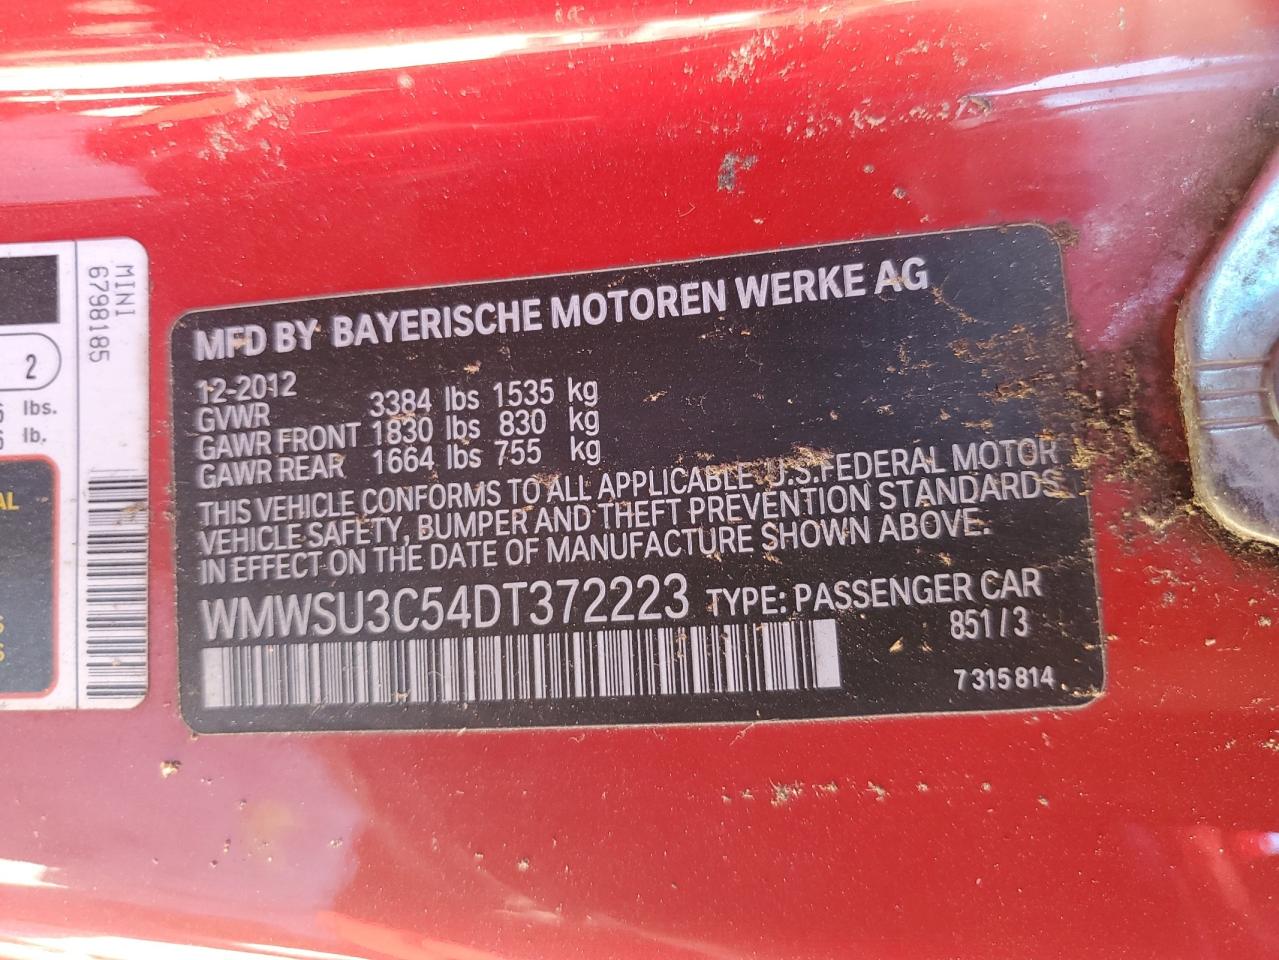 MINI
6798185
2
lbs.
lb.
AL
S
S
MFD BY BAYERISCHE MOTOREN WERKE AG
12-2012
GVWR 3384 lbs 1535 kg
GAWR FRONT 1830 lbs 830 kg
GAWR REAR 1664 lbs 755 kg
THIS VEHICLE CONFORMS TO ALL APPLICABLE U.S.FEDERAL MOTOR
VEHICLE SAFETY, BUMPER AND THEFT PREVENTION STANDARDS
IN EFFECT ON THE DATE OF MANUFACTURE SHOWN ABOVE.
WMWSU3C54DT372223 TYPE: PASSENGER CAR
851/3
7 315 814